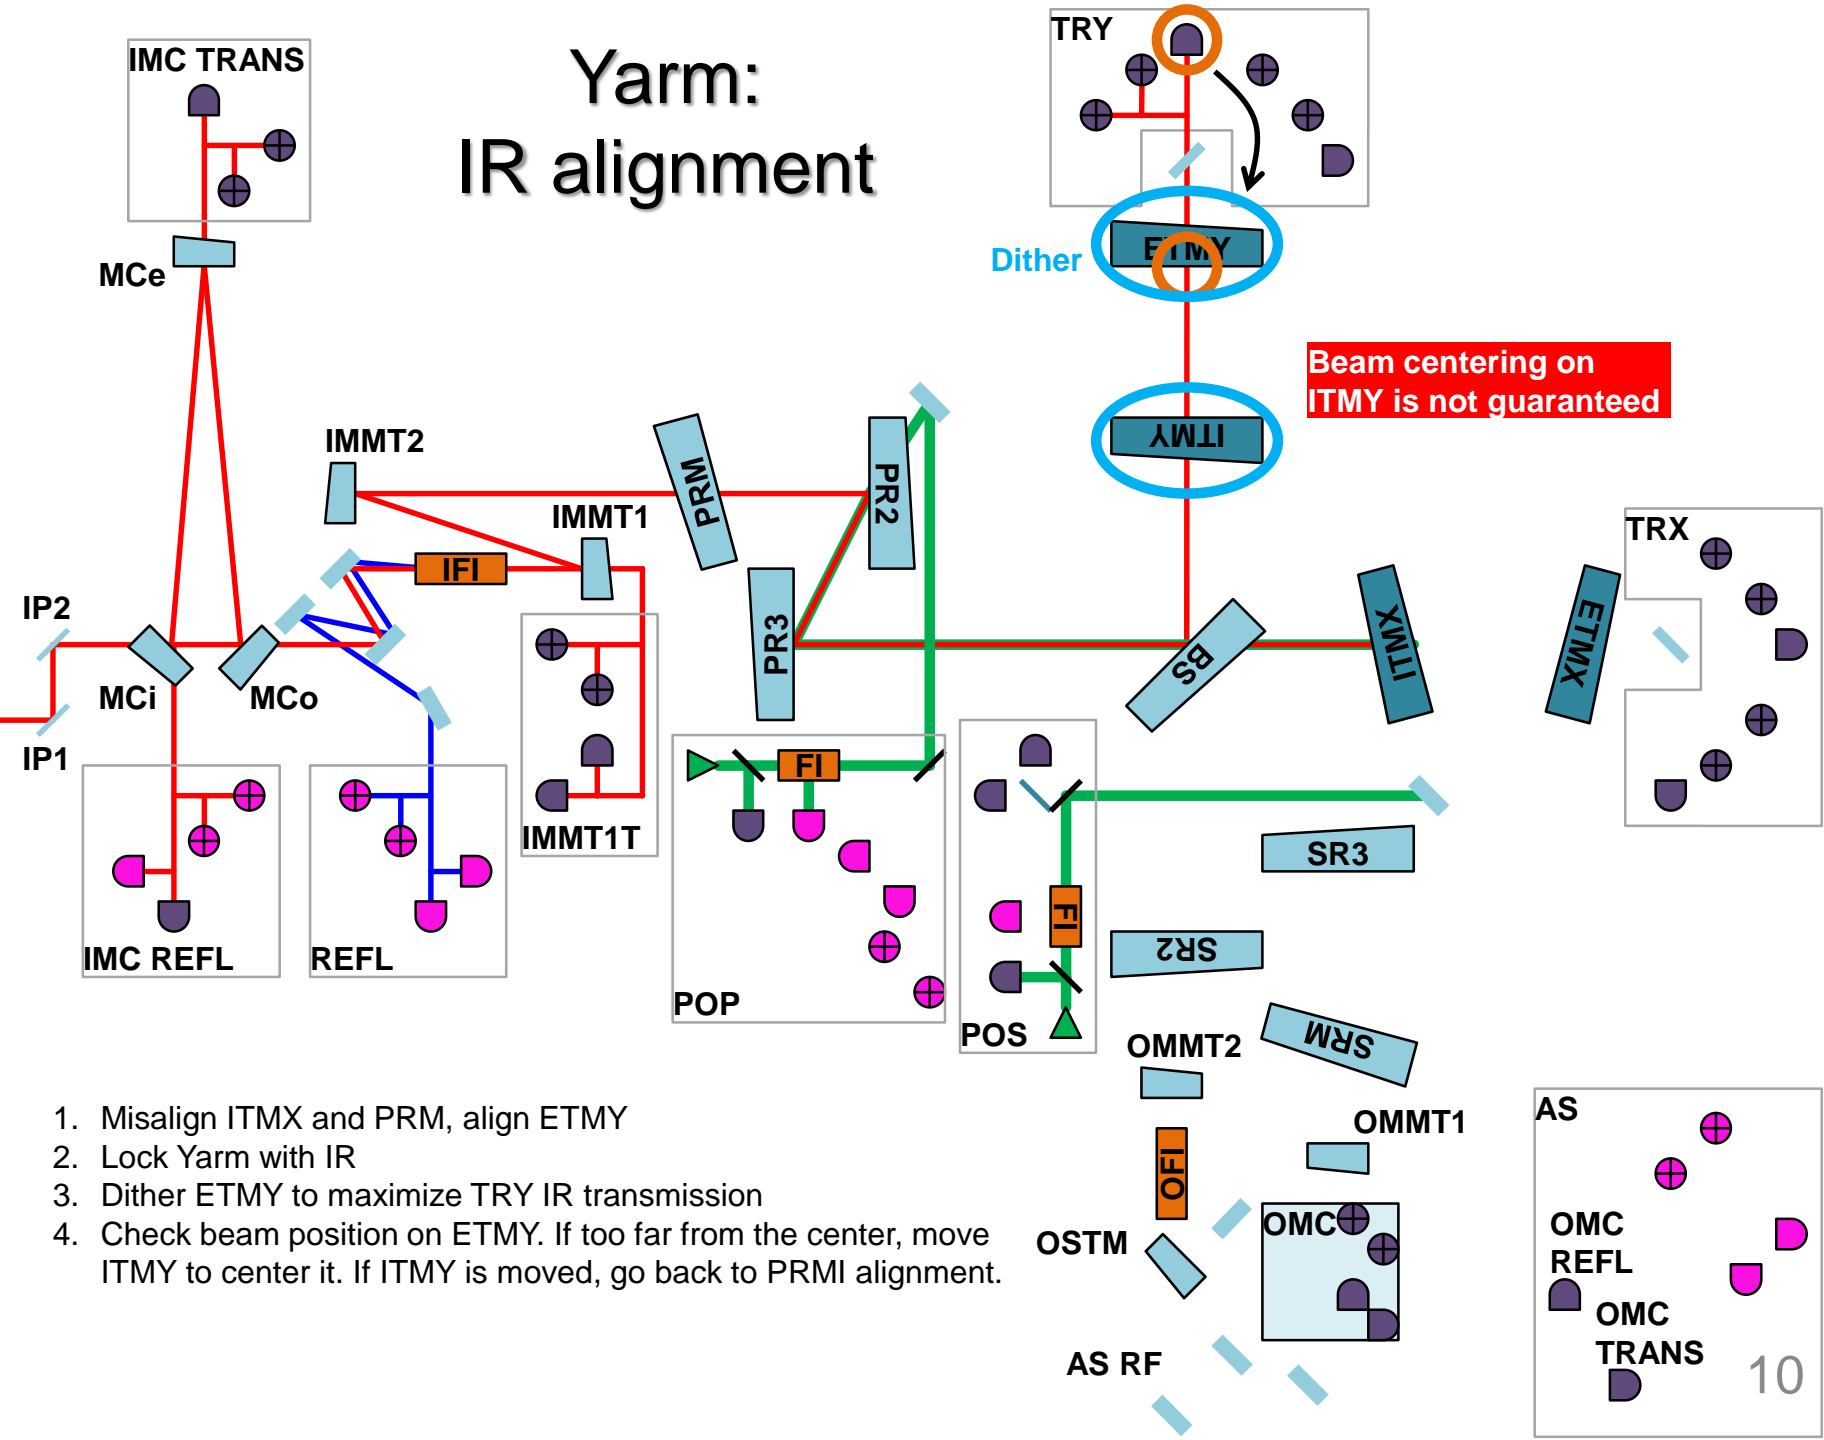 Yarm:
IR alignment
IMC TRANS
TRY
MCe
Dither
ETMY
Beam centering on
ITMY is not guaranteed
IMMT2
PRM
PR2
ITMY
IMMT1
TRX
IFI
IP2
PR3
BS
ITMX
ETMX
MCi
MCo
IP1
FI
IMMT1T
SR3
FI
IMC REFL
REFL
SR2
POP
POS
SRM
OMMT2
1. Misalign ITMX and PRM, align ETMY
2. Lock Yarm with IR
3. Dither ETMY to maximize TRY IR transmission
4. Check beam position on ETMY. If too far from the center, move
ITMY to center it. If ITMY is moved, go back to PRMI alignment.
OMMT1
AS
OFI
OSTM
OMC
OMC
REFL
OMC
TRANS
AS RF
10